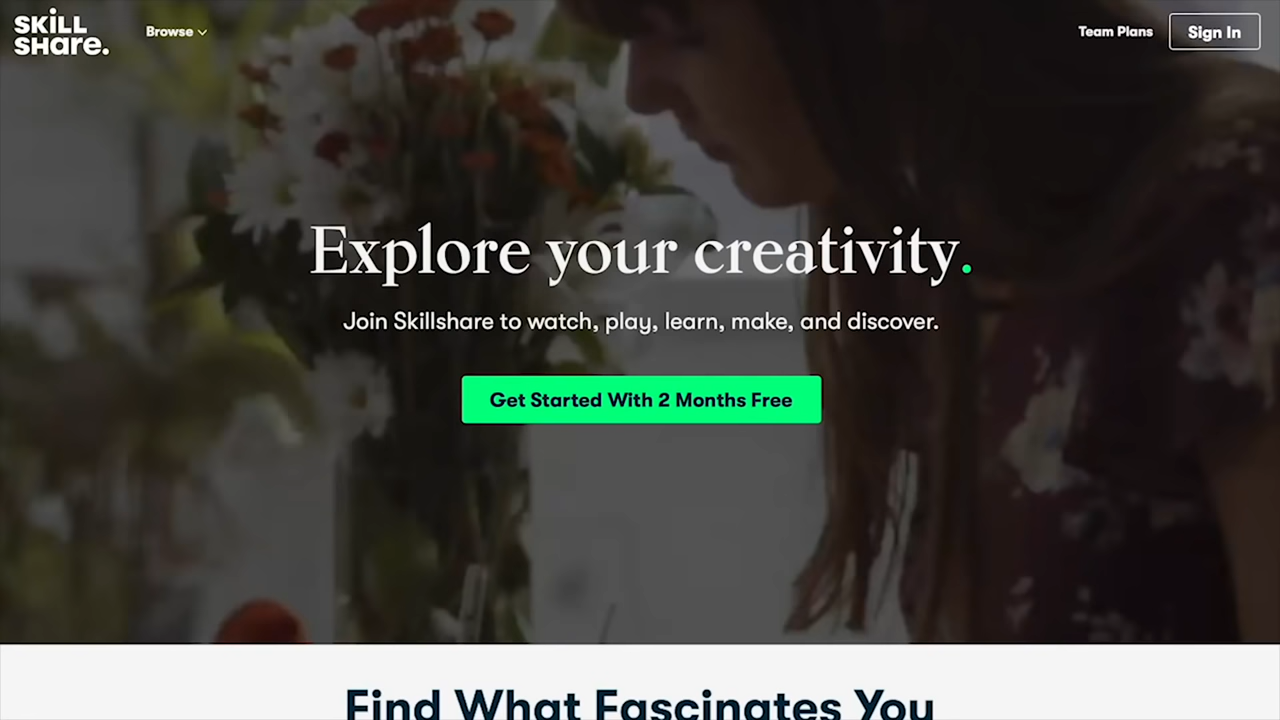 SKiLL
SHare.
Browse
Team Plans
Sign In
Explore your creativity.
Join Skillshare to watch, play, learn, make, and discover.
Get Started With 2 Months Free
Find What Fascinates You